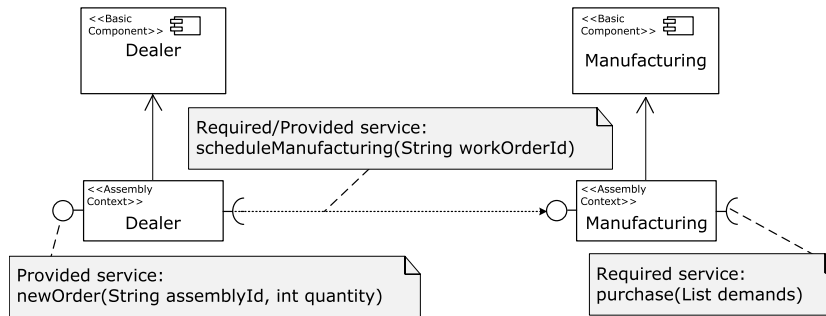 <<Basic
Component>>
Dealer
<<Basic
Component>>
Manufacturing
Required/Provided service:
scheduleManufacturing(String workOrderId)
<<Assembly
Context>>
Dealer
<<Assembly
Context>>
Manufacturing
Provided service:
newOrder(String assemblyId, int quantity)
Required service:
purchase(List demands)